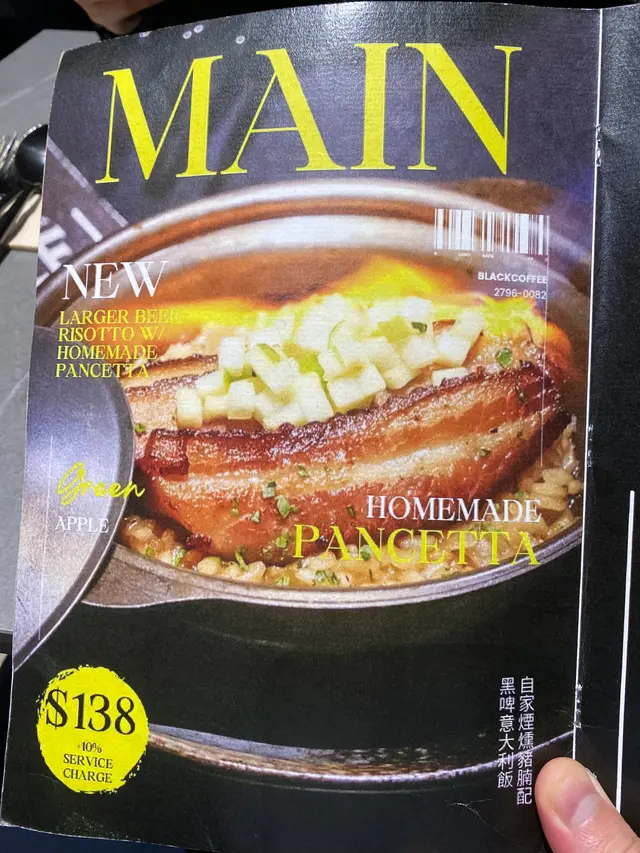 MAIN
BLACKCOFFEE
2796-0082
NEW
LARGER BEER
RISOTTO W/
HOMEMADE
PANCETTA
Green
APPLE
HOMEMADE
PANCETTA
$138
+10%
SERVICE
CHARGE
自家煙燻豬腩配
黑啤意大利飯